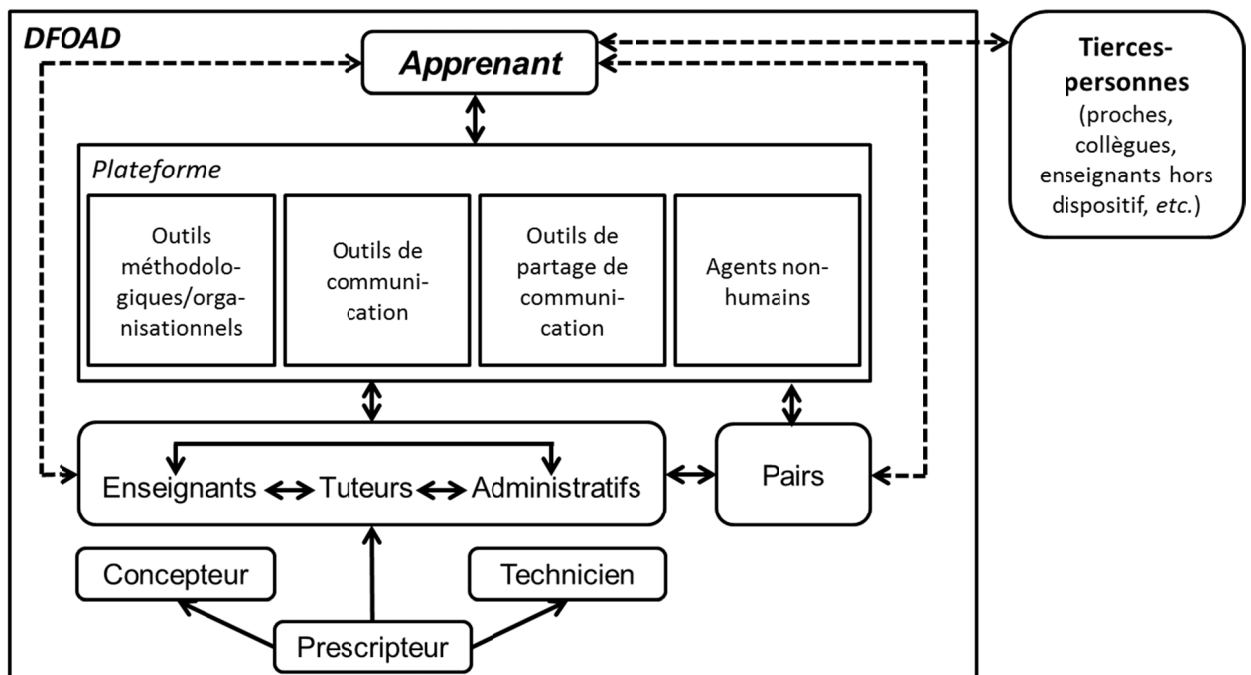 DFOAD
Apprenant
Tierces-
personnes
(proches,
collègues,
enseignants hors
dispositif, etc.)
Plateforme
Outils
méthodolo-
giques/orga-
nisationnels
Outils de
communi-
cation
Outils de
partage de
communi-
cation
Agents non-
humains
Enseignants Tuteurs Administratifs
Pairs
Concepteur
Technicien
Prescripteur